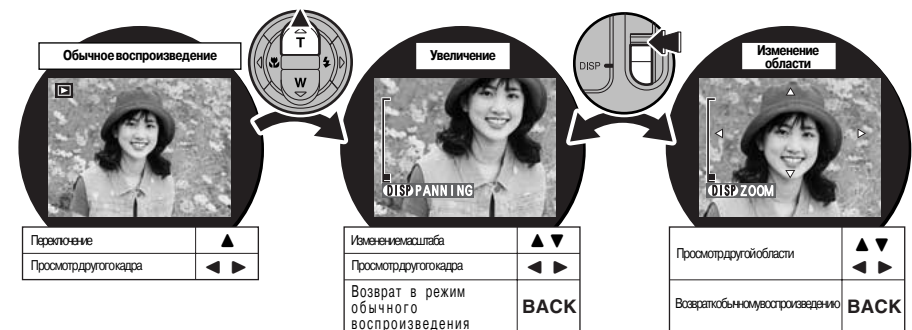 Обычное воспроизведение
T
W
Увеличение
DISP
Изменение
области
DISP PANNING
DISP ZOOM
Переключение ▲
Просмотр другого кадра ◀ ▶
Изменение масштаба ▲ ▼
Просмотр другого кадра ◀ ▶
Возврат в режим
обычного
воспроизведения
BACK
Просмотр другой области ▲ ▼ ◀ ▶
Возврат к обычному воспроизведению BACK